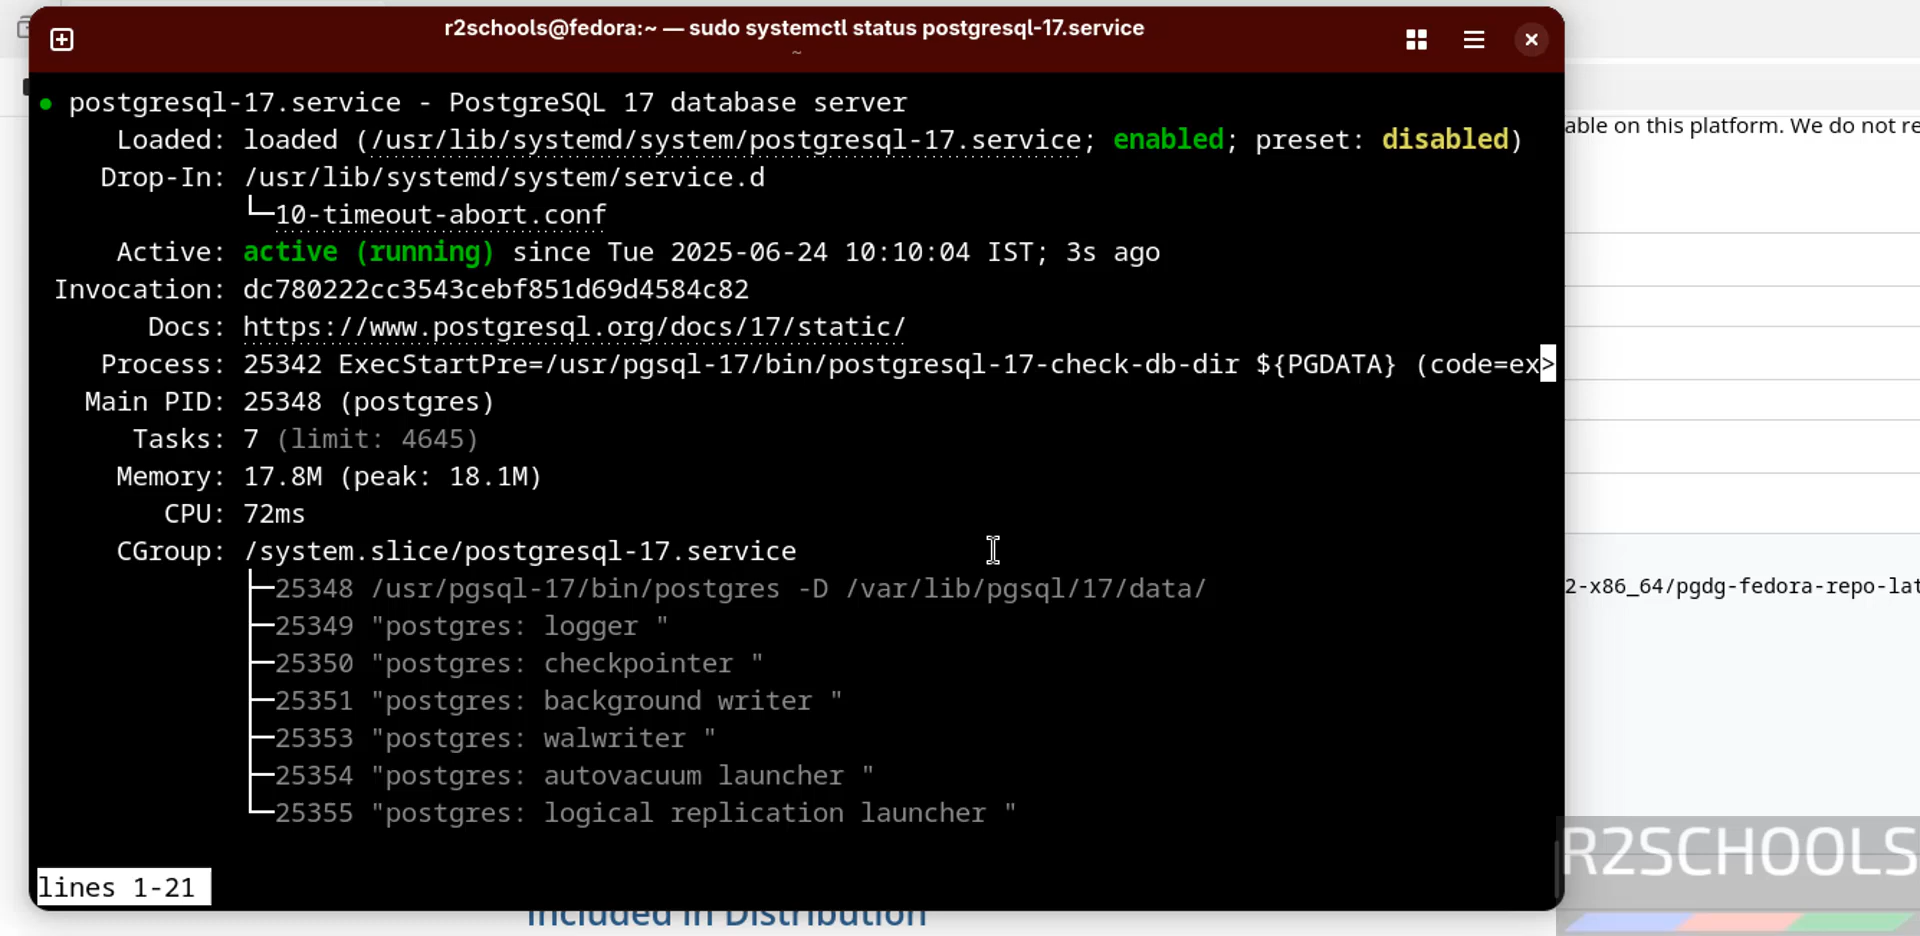 r2schools@fedora:~ — sudo systemctl status postgresql-17.service
~
● postgresql-17.service - PostgreSQL 17 database server
Loaded: loaded (/usr/lib/systemd/system/postgresql-17.service; enabled; preset: disabled)
Drop-In: /usr/lib/systemd/system/service.d
└─10-timeout-abort.conf
Active: active (running) since Tue 2025-06-24 10:10:04 IST; 3s ago
Invocation: dc780222cc3543cebf851d69d4584c82
Docs: https://www.postgresql.org/docs/17/static/
Process: 25342 ExecStartPre=/usr/pgsql-17/bin/postgresql-17-check-db-dir ${PGDATA} (code=ex>
Main PID: 25348 (postgres)
Tasks: 7 (limit: 4645)
Memory: 17.8M (peak: 18.1M)
CPU: 72ms
CGroup: /system.slice/postgresql-17.service
├─25348 /usr/pgsql-17/bin/postgres -D /var/lib/pgsql/17/data/
├─25349 "postgres: logger "
├─25350 "postgres: checkpointer "
├─25351 "postgres: background writer "
├─25353 "postgres: walwriter "
├─25354 "postgres: autovacuum launcher "
└─25355 "postgres: logical replication launcher "
lines 1-21
able on this platform. We do not re
2-x86_64/pgdg-fedora-repo-lat
R2SCHOOLS
Included in Distribution